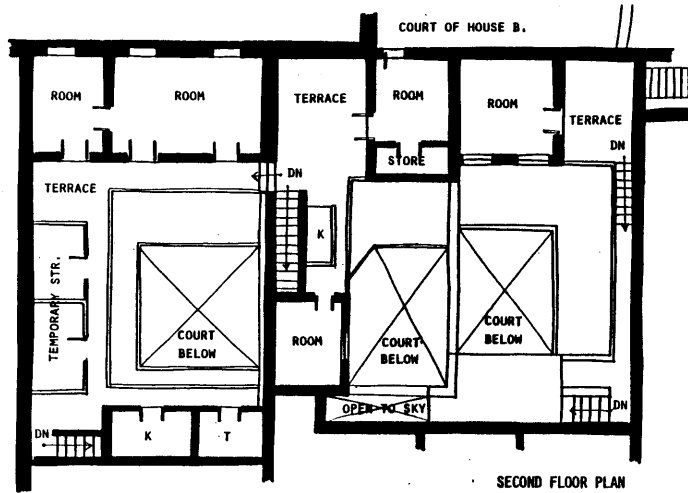 COURT OF HOUSE B.
ROOM
ROOM
TERRACE
ROOM
ROOM
TERRACE
STORE
DN
DN
TERRACE
K
TEMPORARY STR.
COURT
BELOW
ROOM
COURT
BELOW
COURT
BELOW
OPEN TO SKY
DN
DN
K
T
SECOND FLOOR PLAN